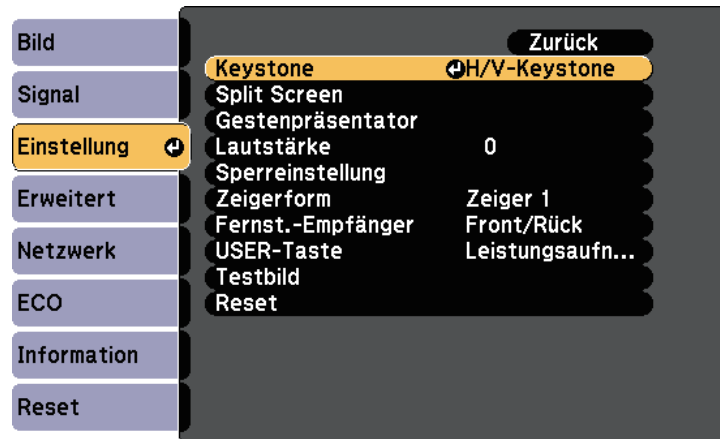 Bild
Signal
Einstellung
Erweitert
Netzwerk
ECO
Information
Reset
Zurück
Keystone H/V-Keystone
Split Screen
Gestenpräsentator
Lautstärke 0
Sperreinstellung
Zeigerform Zeiger 1
Fernst.-Empfänger Front/Rück
USER-Taste Leistungsaufn...
Testbild
Reset